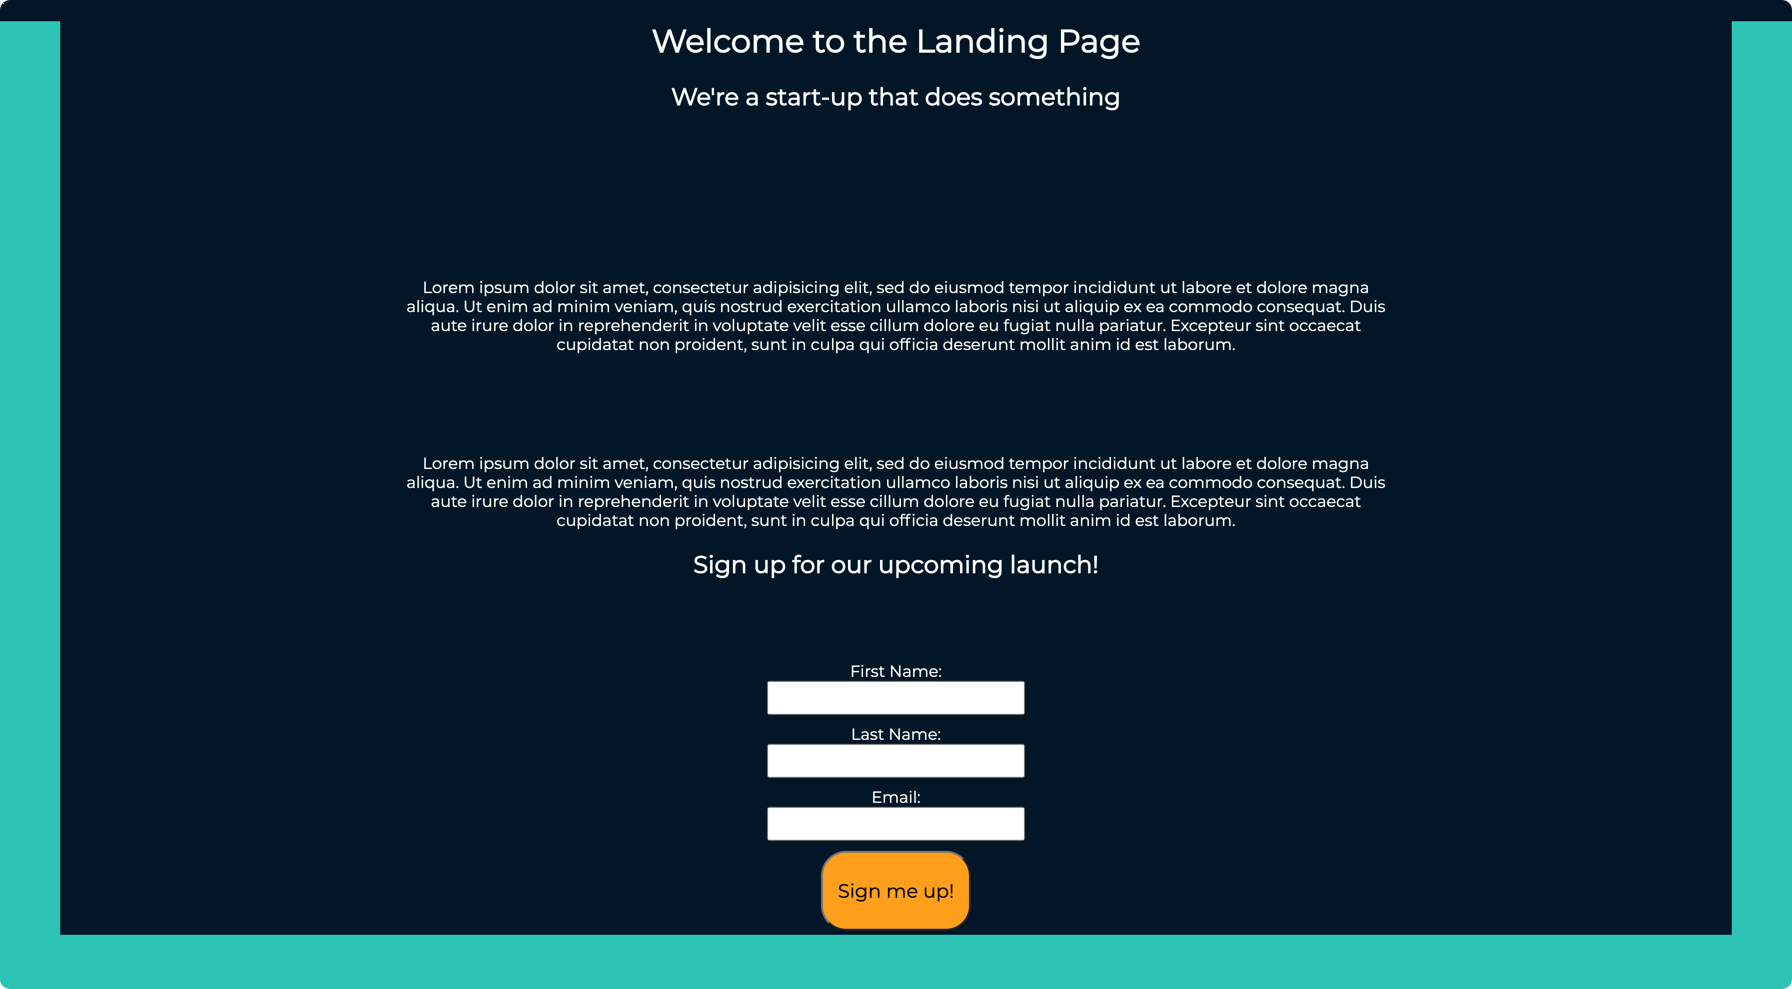 Welcome to the Landing Page
We're a start-up that does something
Lorem ipsum dolor sit amet, consectetur adipisicing elit, sed do eiusmod tempor incididunt ut labore et dolore magna
aliqua. Ut enim ad minim veniam, quis nostrud exercitation ullamco laboris nisi ut aliquip ex ea commodo consequat. Duis
aute irure dolor in reprehenderit in voluptate velit esse cillum dolore eu fugiat nulla pariatur. Excepteur sint occaecat
cupidatat non proident, sunt in culpa qui officia deserunt mollit anim id est laborum.
Lorem ipsum dolor sit amet, consectetur adipisicing elit, sed do eiusmod tempor incididunt ut labore et dolore magna
aliqua. Ut enim ad minim veniam, quis nostrud exercitation ullamco laboris nisi ut aliquip ex ea commodo consequat. Duis
aute irure dolor in reprehenderit in voluptate velit esse cillum dolore eu fugiat nulla pariatur. Excepteur sint occaecat
cupidatat non proident, sunt in culpa qui officia deserunt mollit anim id est laborum.
Sign up for our upcoming launch!
First Name:
Last Name:
Email:
Sign me up!